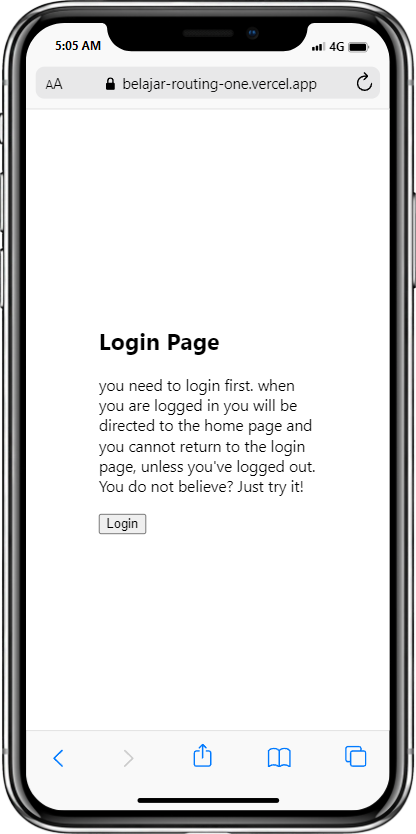 5:05 AM 4G
AA belajar-routing-one.vercel.app
Login Page
you need to login first. when
you are logged in you will be
directed to the home page and
you cannot return to the login
page, unless you've logged out.
You do not believe? Just try it!
Login